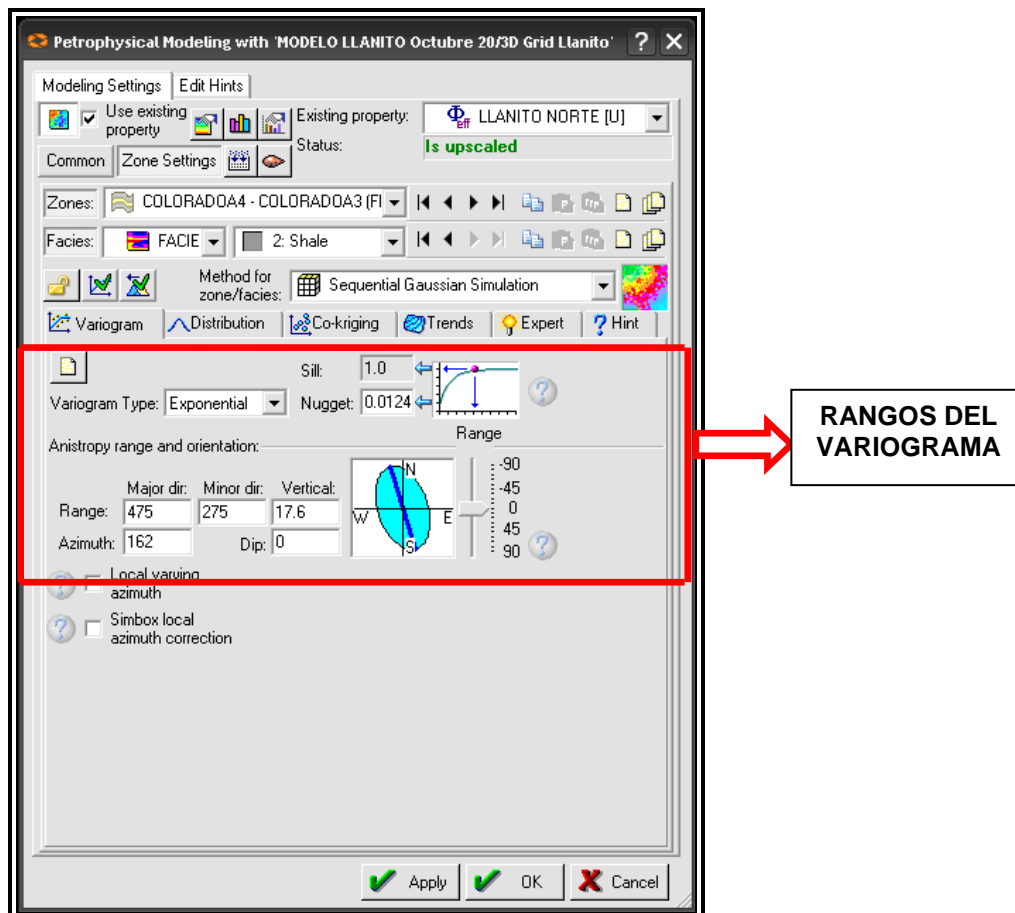 Petrophysical Modeling with 'MODELO LLANITO Octubre 20/3D Grid Llanito'
Modeling Settings Edit Hints
Use existing property
Existing property: Φeff LLANITO NORTE [U]
Status: Is upscaled
Common Zone Settings
Zones: COLORADOA4 - COLORADOA3 (FI
Facies: FACIE 2: Shale
Method for zone/facies: Sequential Gaussian Simulation
Variogram Distribution Co-kriging Trends Expert ? Hint
Sill: 1.0
Variogram Type: Exponential Nugget: 0.0124
Range
Anistropy range and orientation:
Major dir: Minor dir: Vertical:
Range: 475 275 17.6
Azimuth: 162 Dip: 0
N
W E
S
-90
-45
0
45
90
Local varying
azimuth
Simbox local
azimuth correction
Apply OK Cancel
RANGOS DEL
VARIOGRAMA